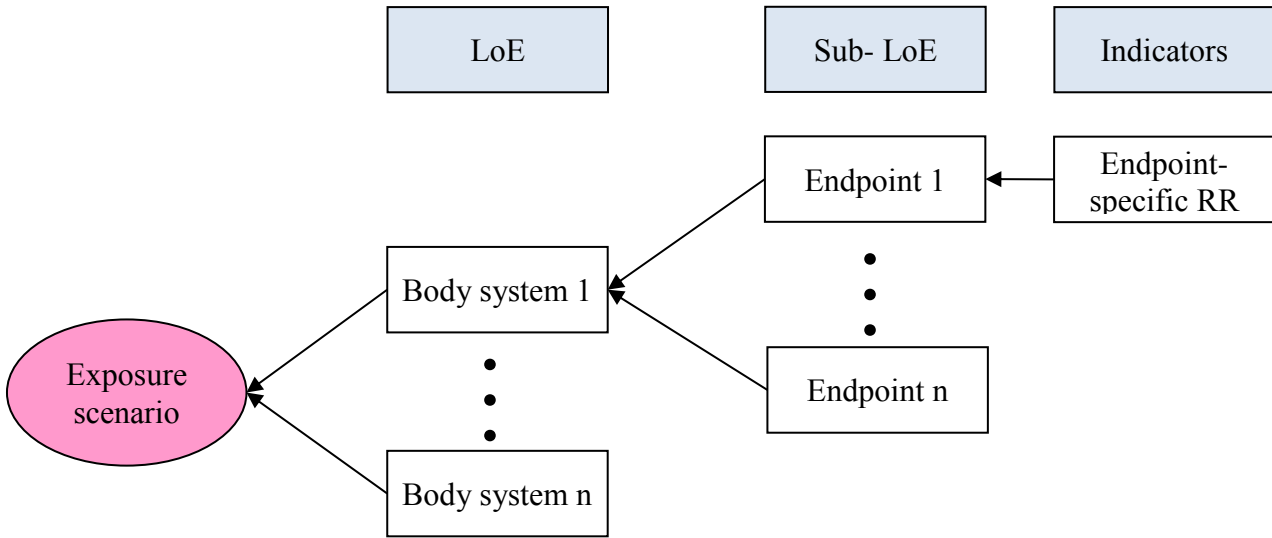 LoE
Sub- LoE
Indicators
Endpoint 1
Endpoint-
specific RR
Body system 1
Exposure
scenario
Endpoint n
Body system n